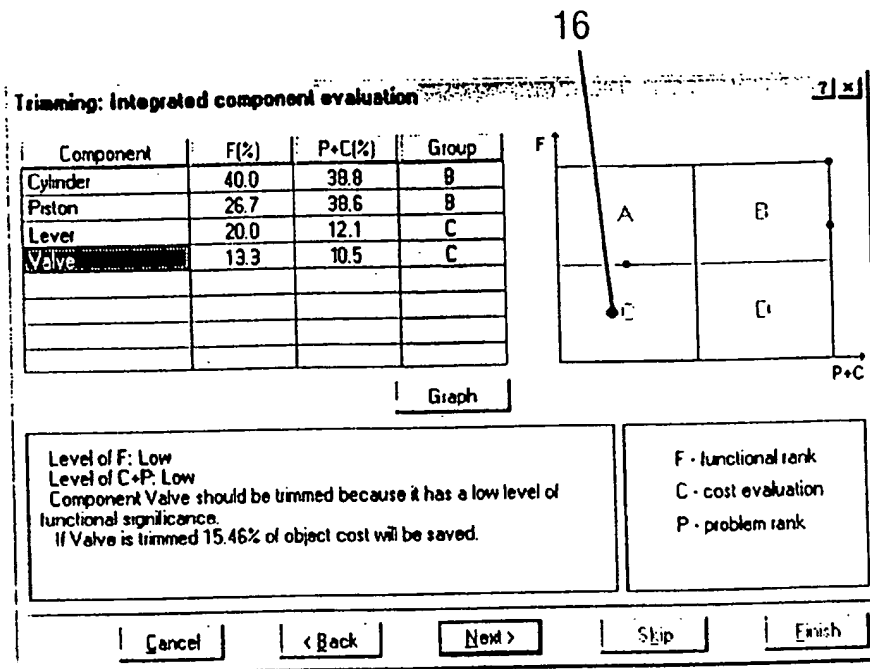 16
Trimming: Integrated component evaluation
? ×
Component F(%) P+C(%) Group
Cylinder 40.0 38.8 B
Piston 26.7 38.6 B
Lever 20.0 12.1 C
Valve 13.3 10.5 C
Graph
F
A B
C D
P+C
Level of F: Low
Level of C+P: Low
Component Valve should be trimmed because it has a low level of
functional significance.
If Valve is trimmed 15.46% of object cost will be saved.
F - functional rank
C - cost evaluation
P - problem rank
Cancel < Back Next > Skip Finish